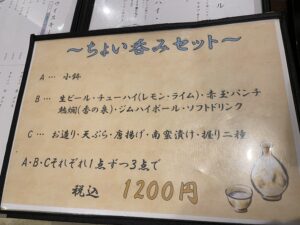 ～ちょい呑みセット～
A … 小鉢
B … 生ビール・チューハイ(レモン・ライム)・赤玉パンチ
熱燗(香の泉)・ジムハイボール・ソフトドリンク
C … お造り・天ぷら・唐揚げ・南蛮漬け・握り二種
A・B・Cそれぞれ1点ずつ3点で
税込 1200円